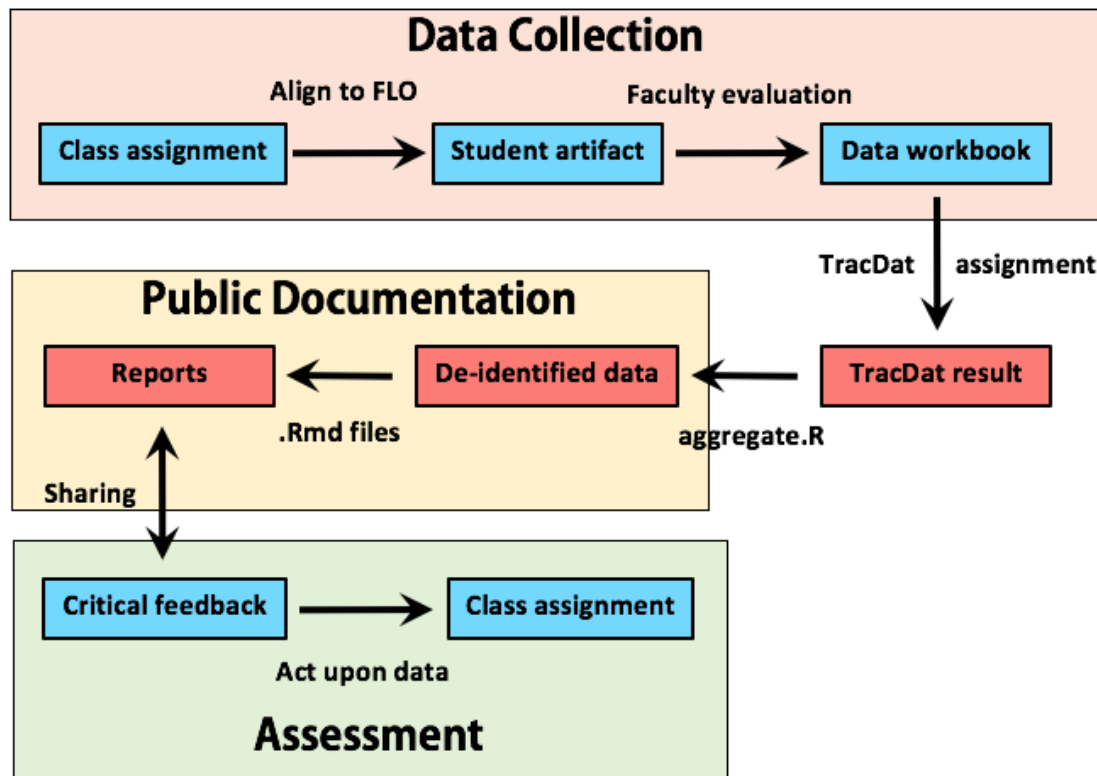 Data Collection
Align to FLO
Faculty evaluation
Class assignment
Student artifact
Data workbook
TracDat assignment
Public Documentation
Reports
De-identified data
TracDat result
.Rmd files
aggregate.R
Sharing
Critical feedback
Class assignment
Act upon data
Assessment